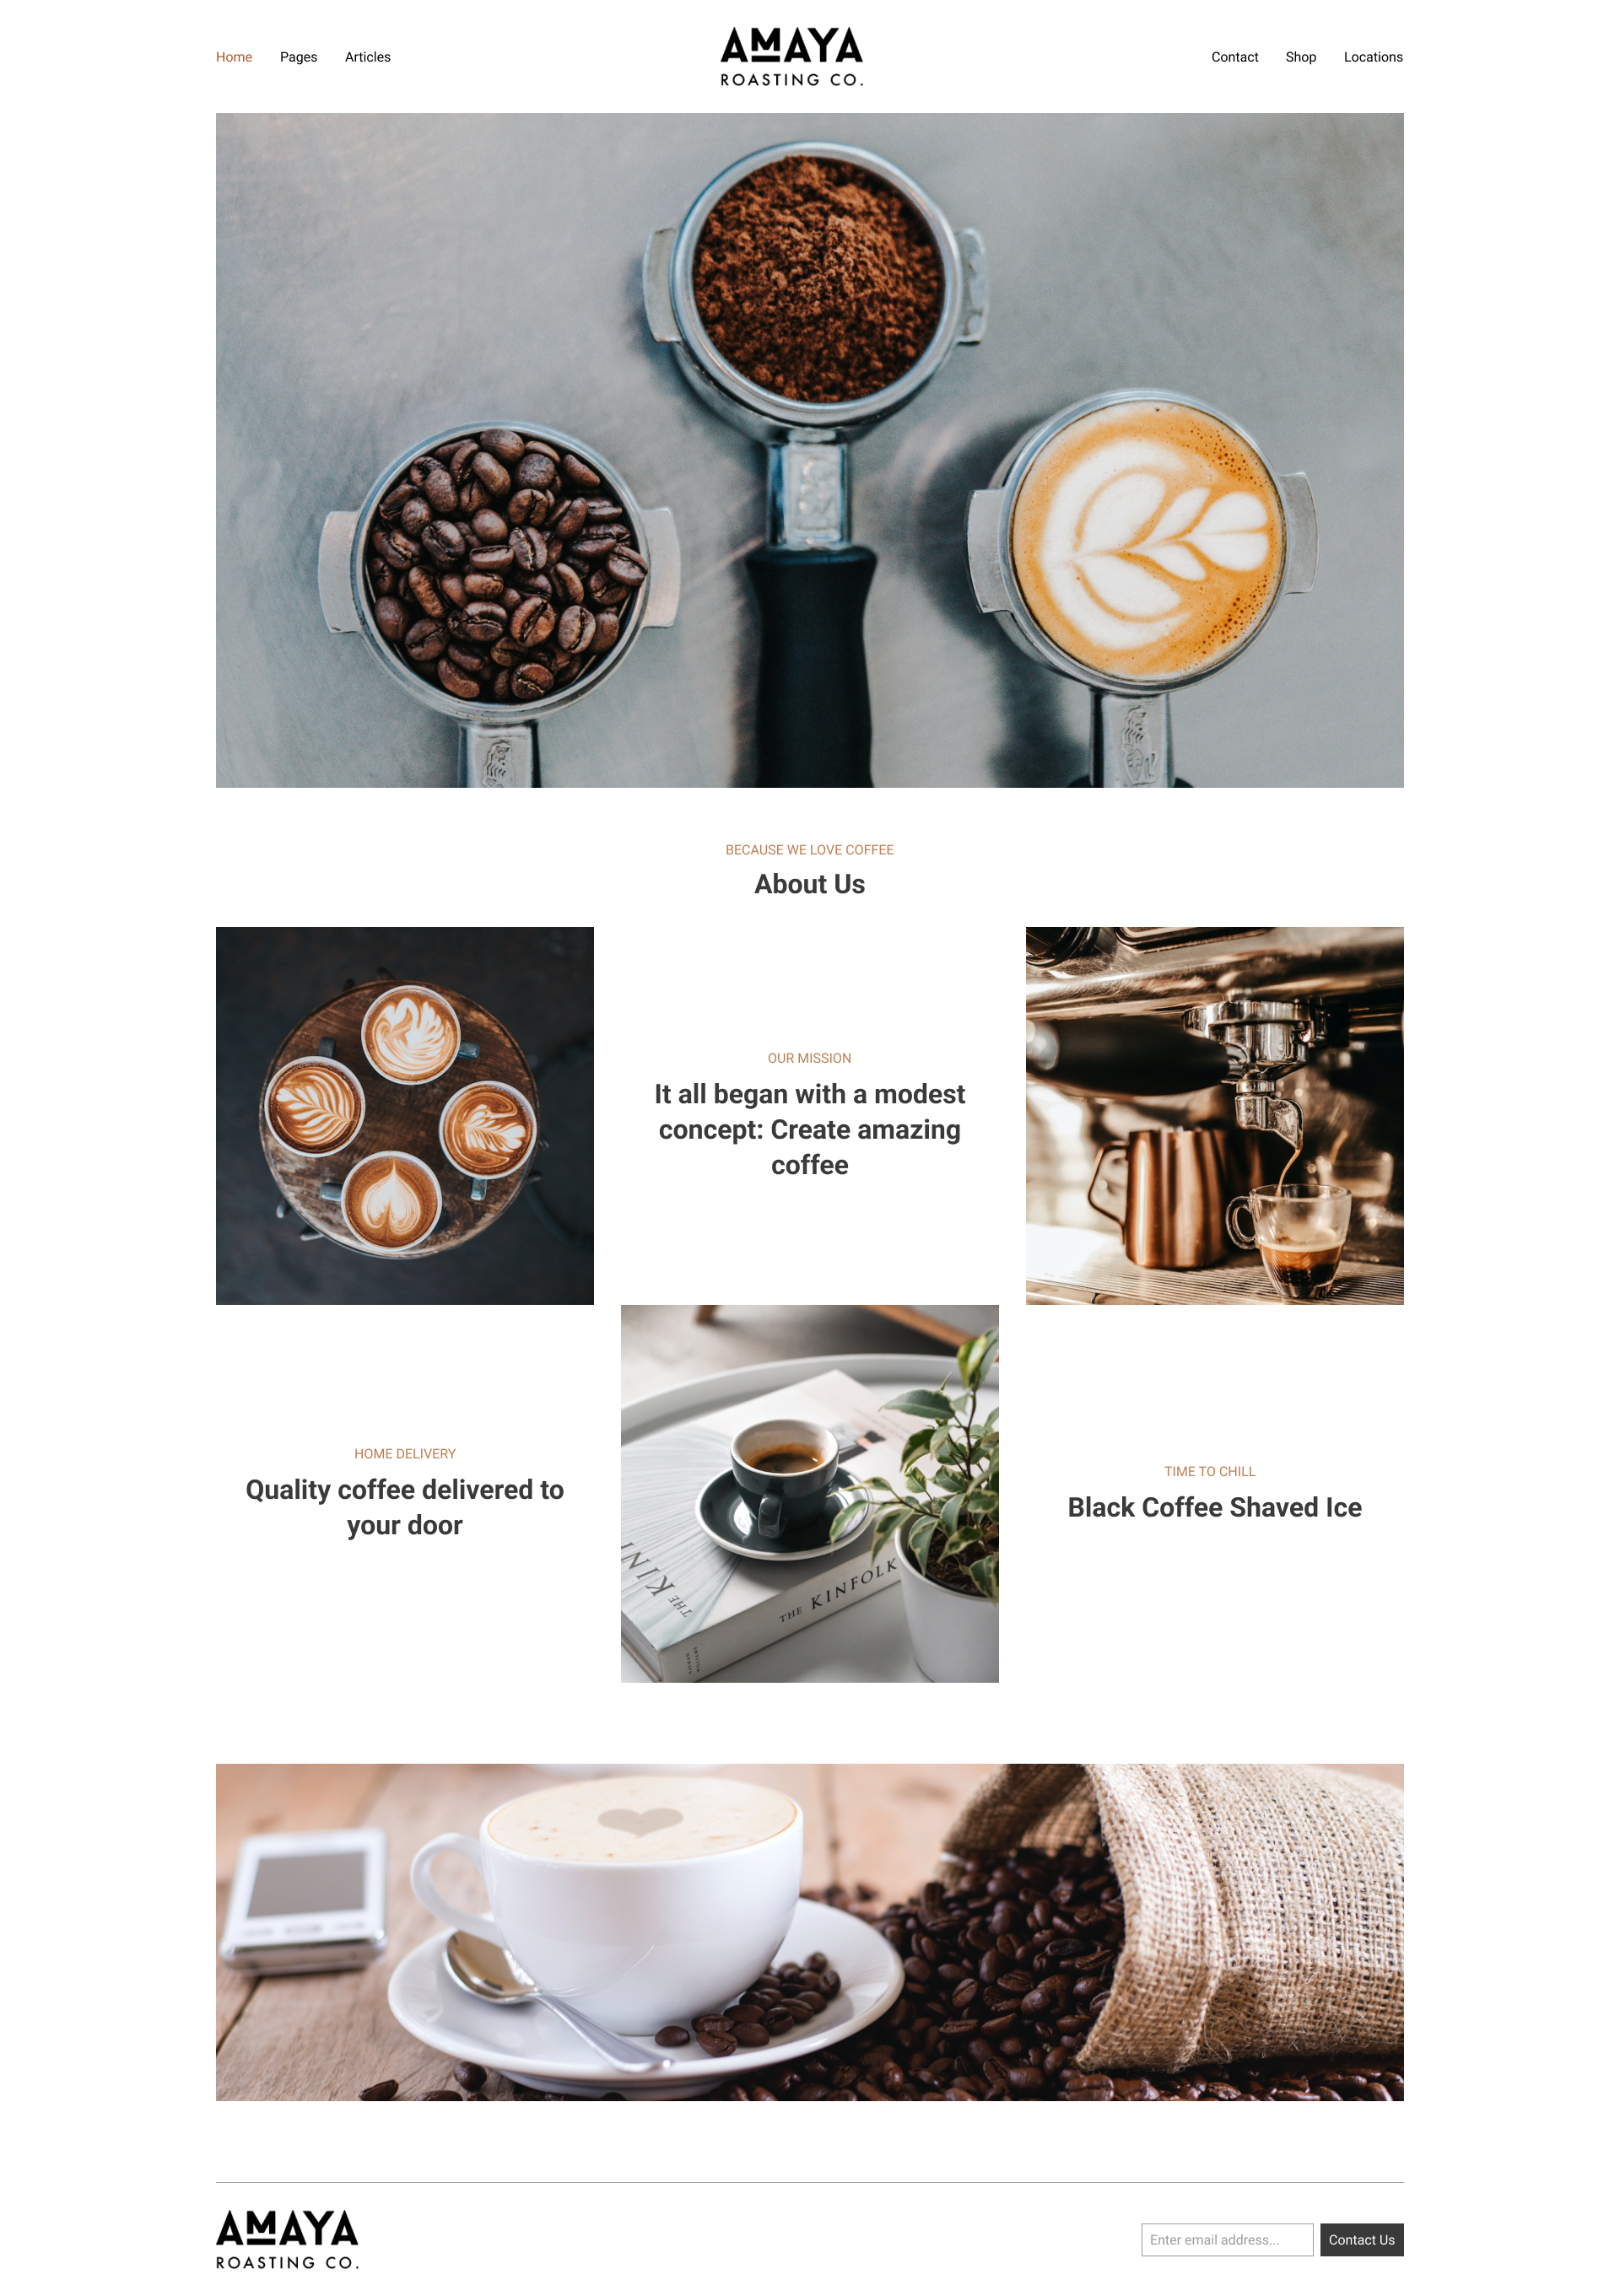 Home Pages Articles
AMAYA
ROASTING CO.
Contact Shop Locations
BECAUSE WE LOVE COFFEE
About Us
OUR MISSION
It all began with a modest
concept: Create amazing
coffee
HOME DELIVERY
Quality coffee delivered to
your door
THE KIN
THE KINFOLK
TIME TO CHILL
Black Coffee Shaved Ice
AMAYA
ROASTING CO.
Enter email address...
Contact Us